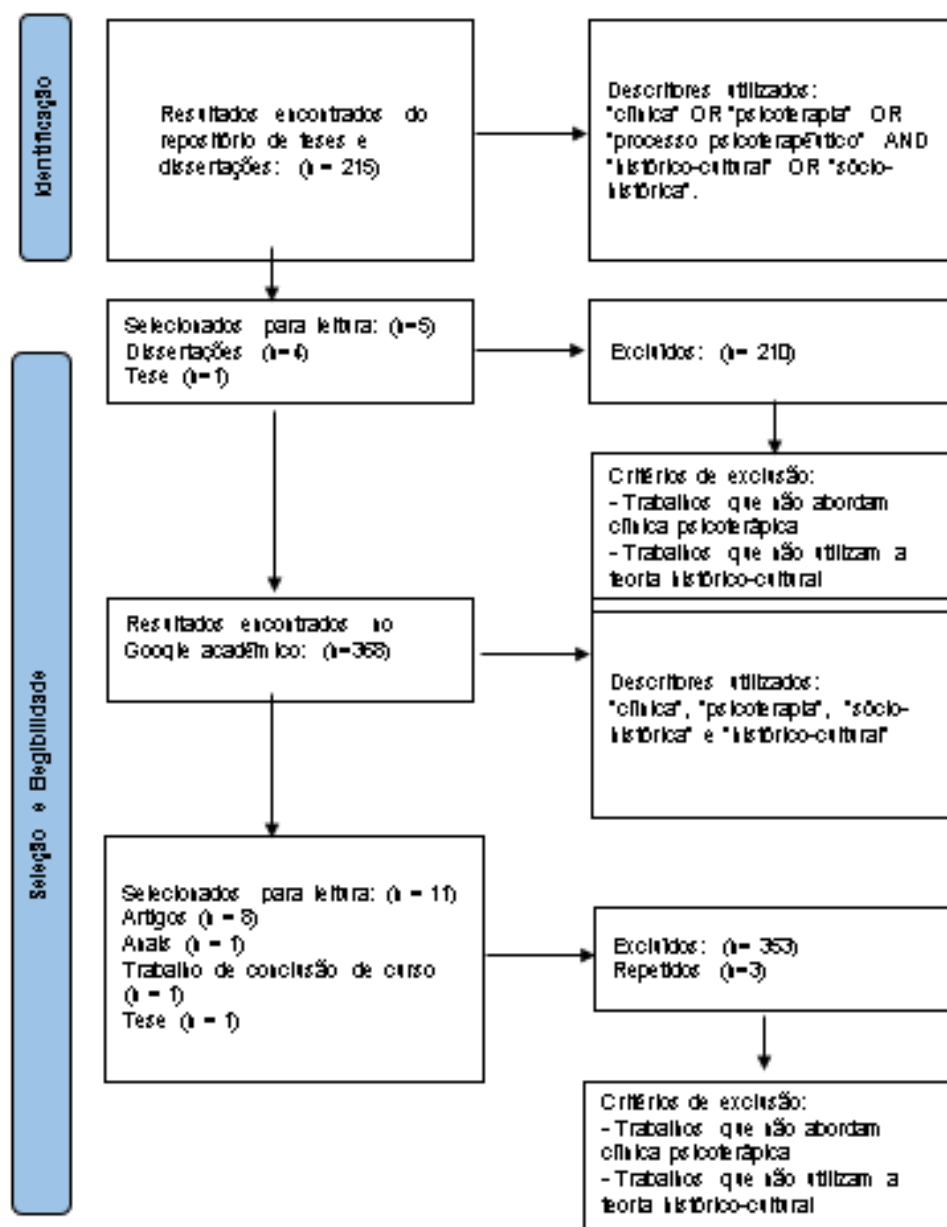 Identificação
Resultados encontrados do
repositório de teses e
dissertações: (n = 215)
Descritores utilizados:
"clínica" OR "psicoterapia" OR
"processo psicoterapêutico" AND
"histórico-cultural" OR "sócio-
histórica".
Seleção e Elegibilidade
Selecionados para leitura: (n=5)
Dissertações (n=4)
Tese (n=1)
Excluídos: (n= 210)
Critérios de exclusão:
- Trabalhos que não abordam
clínica psicoterápica
- Trabalhos que não utilizam a
teoria histórico-cultural
Resultados encontrados no
Google acadêmico: (n=368)
Descritores utilizados:
"clínica", "psicoterapia", "sócio-
histórica" e "histórico-cultural"
Selecionados para leitura: (n = 11)
Artigos (n = 8)
Anais (n = 1)
Trabalho de conclusão de curso
(n = 1)
Tese (n = 1)
Excluídos: (n= 353)
Repetidos (n=3)
Critérios de exclusão:
- Trabalhos que não abordam
clínica psicoterápica
- Trabalhos que não utilizam a
teoria histórico-cultural